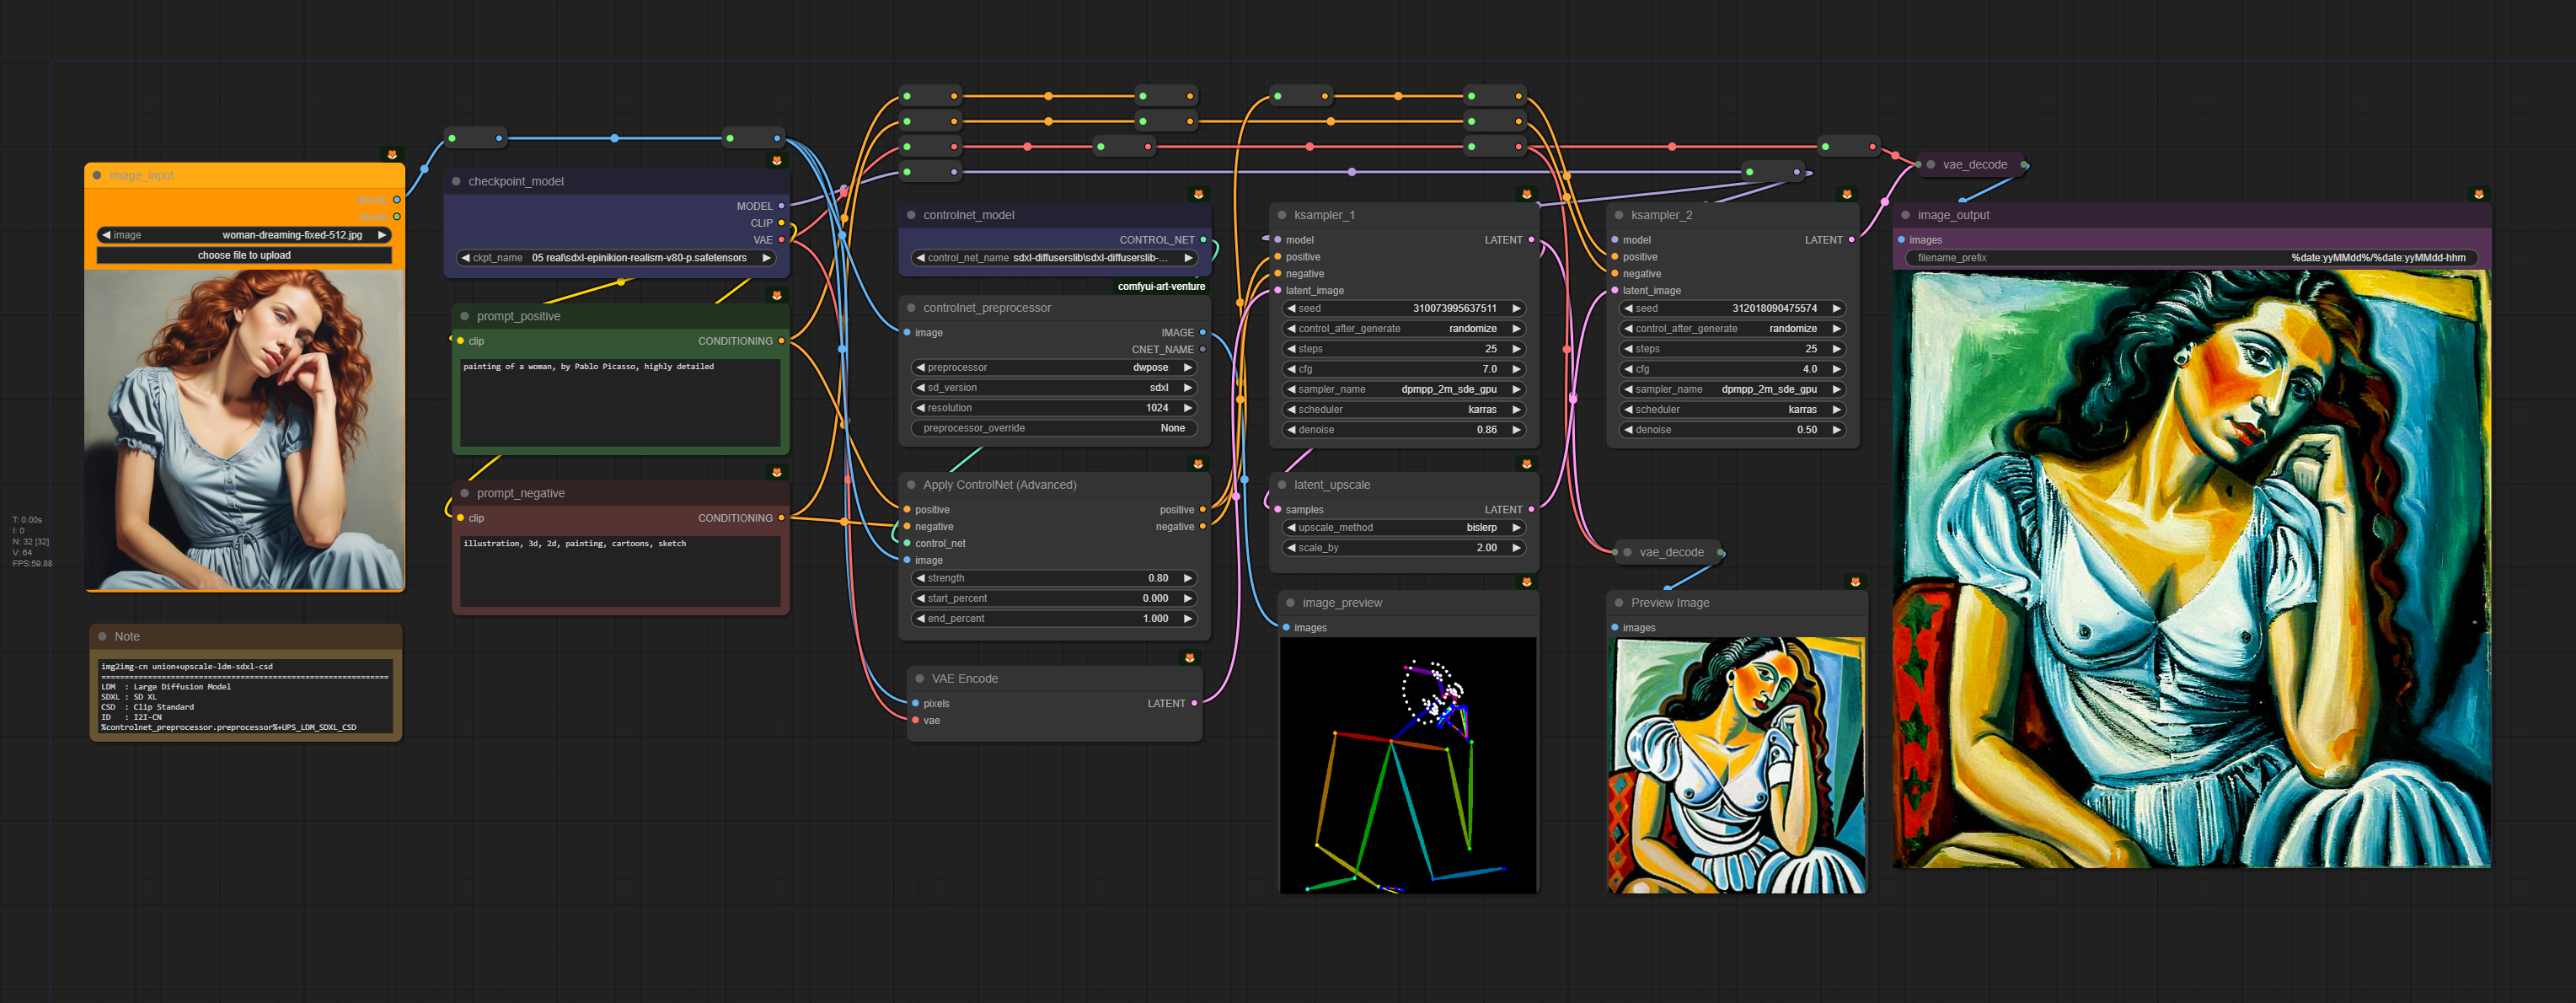 image_input
IMAGE
MASK
image woman-dreaming-fixed-512.jpg
choose file to upload
Note
img2img-cn union+upscale-ldm-sdxl-csd
============================================================
LDM : Large Diffusion Model
SDXL : SD XL
CSD : Clip Standard
ID : I2I-CN
%controlnet_preprocessor.preprocessor%+UPS_LDM_SDXL_CSD
T: 0.00s
I: 0
N: 32 [32]
V: 64
FPS:59.88
checkpoint_model
MODEL
CLIP
VAE
ckpt_name 05 real\sdxl-epinikion-realism-v80-p.safetensors
prompt_positive
clip CONDITIONING
painting of a woman, by Pablo Picasso, highly detailed
prompt_negative
clip CONDITIONING
illustration, 3d, 2d, painting, cartoons, sketch
controlnet_model
CONTROL_NET
control_net_name sdxl-diffuserslib\sdxl-diffuserslib-...
comfyui-art-venture
controlnet_preprocessor
image IMAGE
CNET_NAME
preprocessor dwpose
sd_version sdxl
resolution 1024
preprocessor_override None
Apply ControlNet (Advanced)
positive positive
negative negative
control_net
image
strength 0.80
start_percent 0.000
end_percent 1.000
VAE Encode
pixels LATENT
vae
ksampler_1
model LATENT
positive
negative
latent_image
seed 310073995637511
control_after_generate randomize
steps 25
cfg 7.0
sampler_name dpmpp_2m_sde_gpu
scheduler karras
denoise 0.86
latent_upscale
samples LATENT
upscale_method bislerp
scale_by 2.00
image_preview
images
ksampler_2
model LATENT
positive
negative
latent_image
seed 312018090475574
control_after_generate randomize
steps 25
cfg 4.0
sampler_name dpmpp_2m_sde_gpu
scheduler karras
denoise 0.50
vae_decode
Preview Image
images
vae_decode
image_output
images
filename_prefix %date:yyMMdd%/%date:yyMMdd-hhm